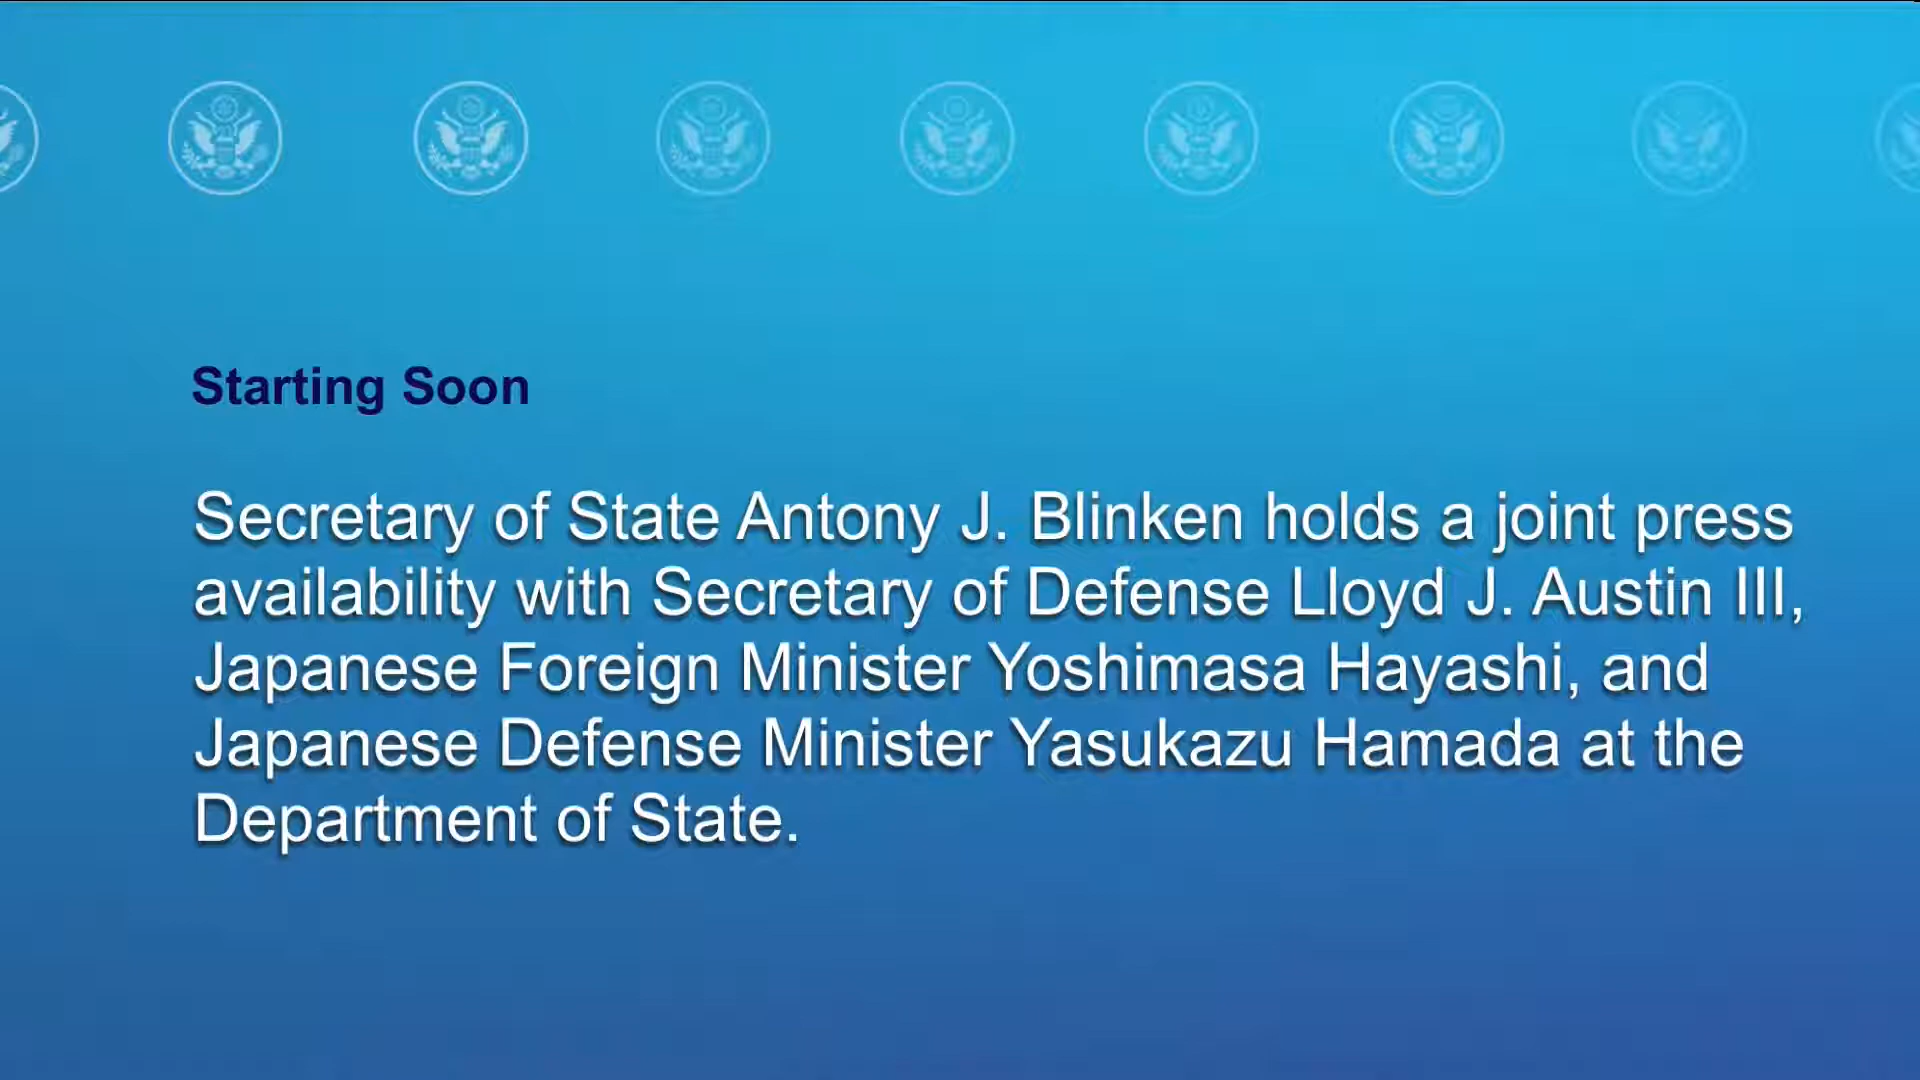 Starting Soon
Secretary of State Antony J. Blinken holds a joint press
availability with Secretary of Defense Lloyd J. Austin III,
Japanese Foreign Minister Yoshimasa Hayashi, and
Japanese Defense Minister Yasukazu Hamada at the
Department of State.